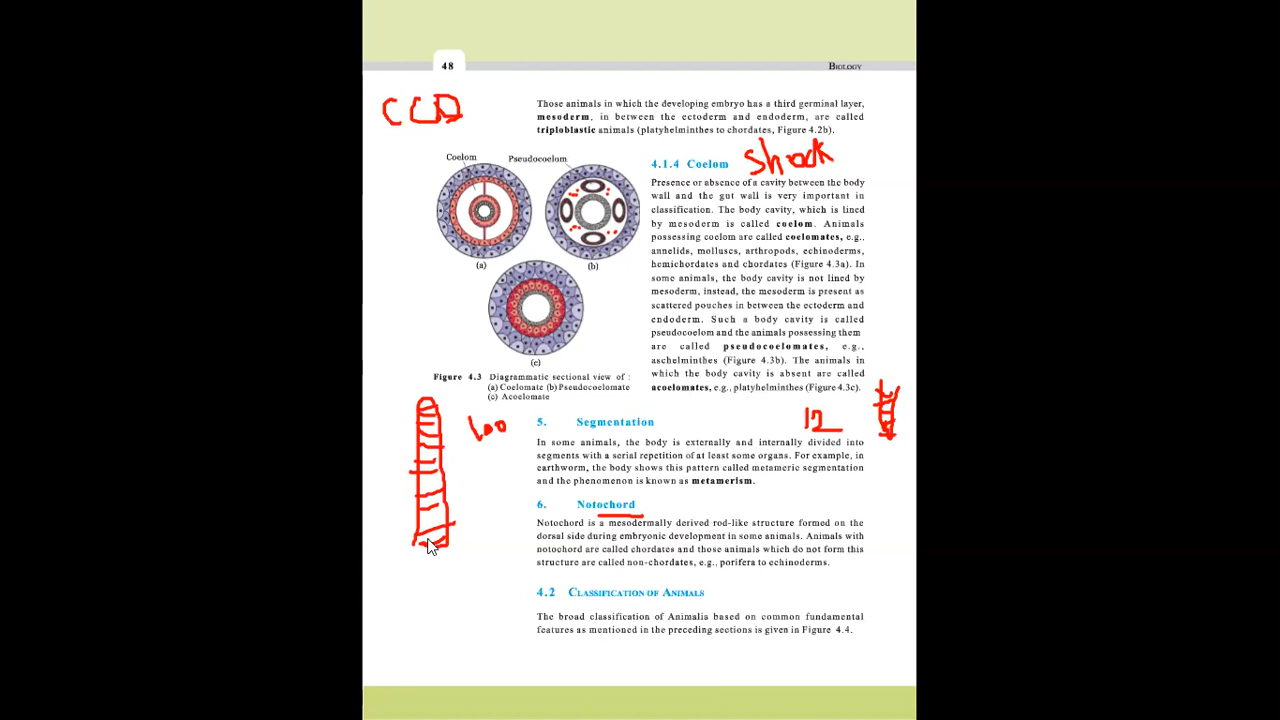 48
BIOLOGY
CCD
Those animals in which the developing embryo has a third germinal layer,
mesoderm, in between the ectoderm and endoderm, are called
triploblastic animals (platyhelminthes to chordates, Figure 4.2b).
Coelom
Pseudocoelom
(a)
(b)
(c)
Figure 4.3 Diagrammatic sectional view of :
(a) Coelomate (b) Pseudocoelomate
(c) Acoelomate
4.1.4 Coelom
Shock
Presence or absence of a cavity between the body
wall and the gut wall is very important in
classification. The body cavity, which is lined
by mesoderm is called coelom. Animals
possessing coelom are called coelomates, e.g.,
annelids, molluscs, arthropods, echinoderms,
hemichordates and chordates (Figure 4.3a). In
some animals, the body cavity is not lined by
mesoderm, instead, the mesoderm is present as
scattered pouches in between the ectoderm and
endoderm. Such a body cavity is called
pseudocoelom and the animals possessing them
are called pseudocoelomates, e.g.,
aschelminthes (Figure 4.3b). The animals in
which the body cavity is absent are called
acoelomates, e.g., platyhelminthes (Figure 4.3c).
100
12
5. Segmentation
In some animals, the body is externally and internally divided into
segments with a serial repetition of at least some organs. For example, in
earthworm, the body shows this pattern called metameric segmentation
and the phenomenon is known as metamerism.
6. Notochord
Notochord is a mesodermally derived rod-like structure formed on the
dorsal side during embryonic development in some animals. Animals with
notochord are called chordates and those animals which do not form this
structure are called non-chordates, e.g., porifera to echinoderms.
4.2 CLASSIFICATION OF ANIMALS
The broad classification of Animalia based on common fundamental
features as mentioned in the preceding sections is given in Figure 4.4.